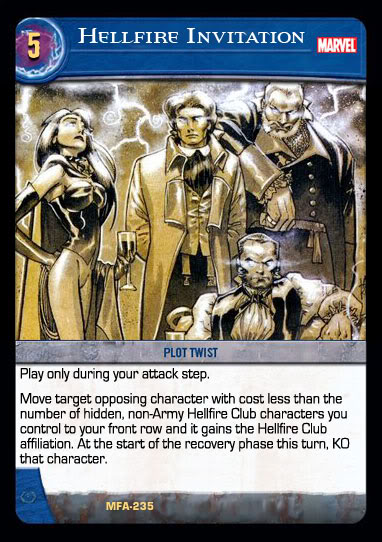 5
HELLFIRE INVITATION
MARVEL
PLOT TWIST
Play only during your attack step.
Move target opposing character with cost less than the
number of hidden, non-Army Hellfire Club characters you
control to your front row and it gains the Hellfire Club
affiliation. At the start of the recovery phase this turn, KO
that character.
MFA-235